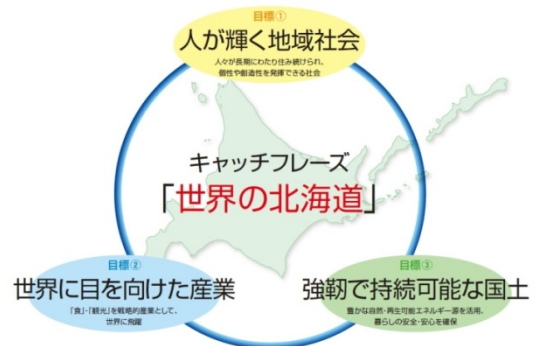 目標①
人が輝く地域社会
人々が長期にわたり住み続けられ、
個性や創造性を発揮できる社会
キャッチフレーズ
「世界の北海道」
目標②
世界に目を向けた産業
「食」・「観光」を戦略的産業として、
世界に飛躍
目標③
強靭で持続可能な国土
豊かな自然・再生可能エネルギー源を活用、
暮らしの安全・安心を確保